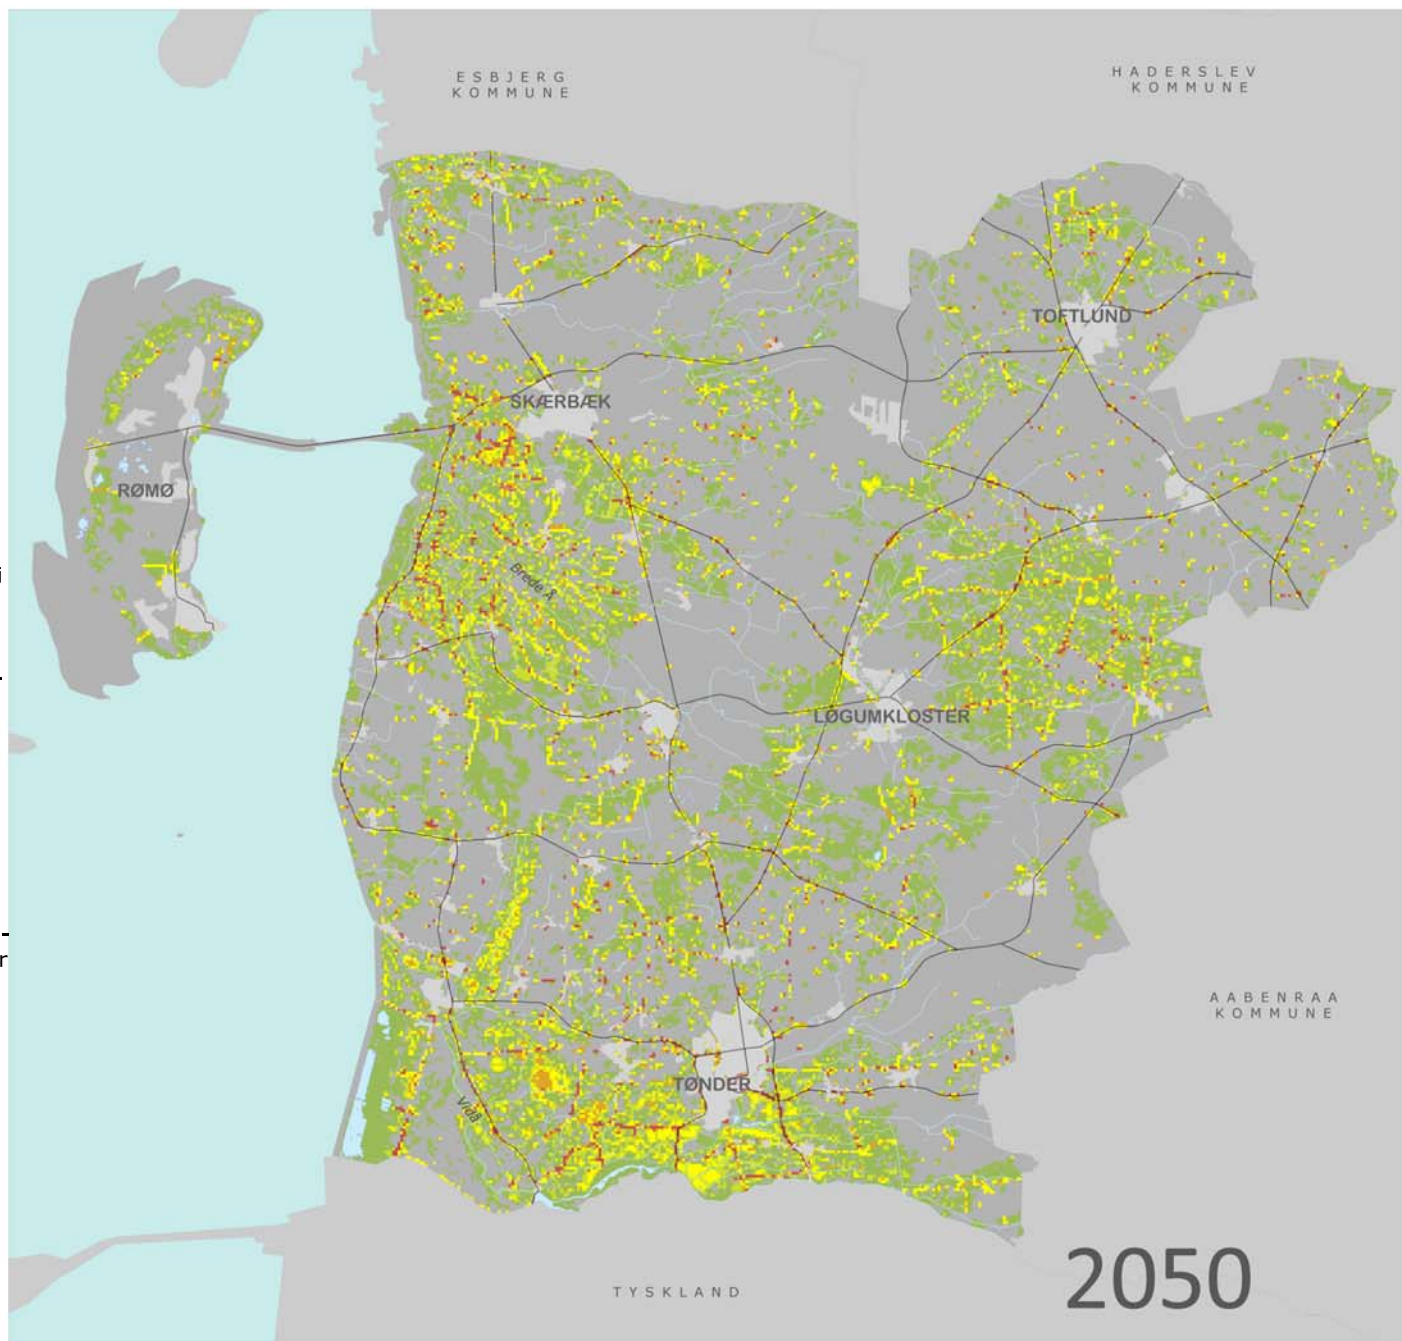 ESBJERG
KOMMUNE
HADERSLEV
KOMMUNE
TOFTLUND
SKÆRBÆK
RØMØ
i
Brede Å
-
LØGUMKLOSTER
-
r
AABENRAA
KOMMUNE
TØNDER
Vidå
2050
TYSKLAND